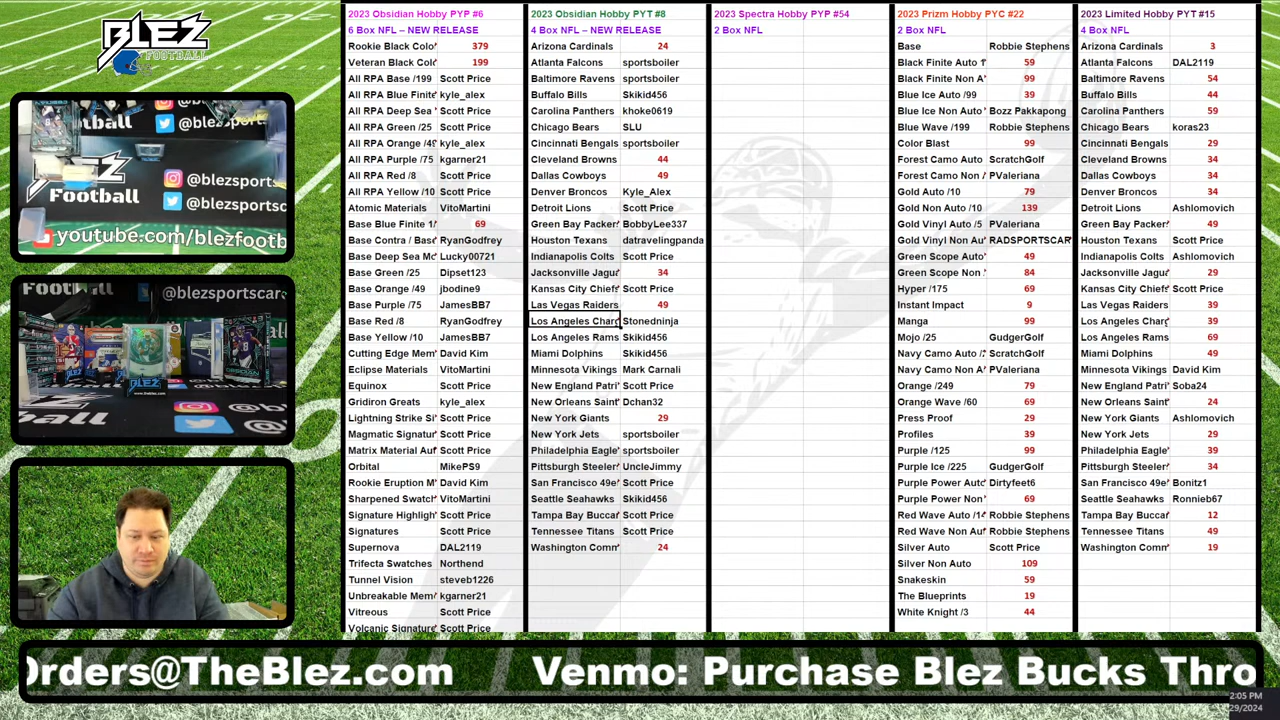 BLEZ
FOOTBALL
2023 Obsidian Hobby PYP #6
6 Box NFL – NEW RELEASE
Rookie Black Colo 379
Veteran Black Col 199
All RPA Base /199 Scott Price
All RPA Blue Finite kyle_alex
All RPA Deep Sea Scott Price
All RPA Green /25 Scott Price
All RPA Orange /49 kyle_alex
All RPA Purple /75 kgarner21
All RPA Red /8 Scott Price
All RPA Yellow /10 Scott Price
Atomic Materials VitoMartini
Base Blue Finite 1/ 69
Base Contra / Base RyanGodfrey
Base Deep Sea Mo Lucky00721
Base Green /25 Dipset123
Base Orange /49 jbodine9
Base Purple /75 JamesBB7
Base Red /8 RyanGodfrey
Base Yellow /10 JamesBB7
Cutting Edge Mem David Kim
Eclipse Materials VitoMartini
Equinox Scott Price
Gridiron Greats kyle_alex
Lightning Strike Si Scott Price
Magmatic Signatur Scott Price
Matrix Material Aut Scott Price
Orbital MikePS9
Rookie Eruption M David Kim
Sharpened Swatch VitoMartini
Signature Highligh Scott Price
Signatures Scott Price
Supernova DAL2119
Trifecta Swatches Northend
Tunnel Vision steveb1226
Unbreakable Mem kgarner21
Vitreous Scott Price
Volcanic Signature Scott Price
2023 Obsidian Hobby PYT #8
4 Box NFL – NEW RELEASE
Arizona Cardinals 24
Atlanta Falcons sportsboiler
Baltimore Ravens sportsboiler
Buffalo Bills Skikid456
Carolina Panthers khoke0619
Chicago Bears SLU
Cincinnati Bengals sportsboiler
Cleveland Browns 44
Dallas Cowboys 49
Denver Broncos Kyle_Alex
Detroit Lions Scott Price
Green Bay Packer BobbyLee337
Houston Texans datravelingpanda
Indianapolis Colts Scott Price
Jacksonville Jagu 34
Kansas City Chief Scott Price
Las Vegas Raiders 49
Los Angeles Charg Stonedninja
Los Angeles Rams Skikid456
Miami Dolphins Skikid456
Minnesota Vikings Mark Carnali
New England Patri Scott Price
New Orleans Saint Dchan32
New York Giants 29
New York Jets sportsboiler
Philadelphia Eagle sportsboiler
Pittsburgh Steeler UncleJimmy
San Francisco 49e Scott Price
Seattle Seahawks Skikid456
Tampa Bay Buccar Scott Price
Tennessee Titans Scott Price
Washington Comm 24
2023 Spectra Hobby PYP #54
2 Box NFL
2023 Prizm Hobby PYC #22
2 Box NFL
Base Robbie Stephens
Black Finite Auto 1 59
Black Finite Non A 99
Blue Ice Auto /99 39
Blue Ice Non Auto Bozz Pakkapong
Blue Wave /199 Robbie Stephens
Color Blast 99
Forest Camo Auto ScratchGolf
Forest Camo Non / PValeriana
Gold Auto /10 79
Gold Non Auto /10 139
Gold Vinyl Auto /5 PValeriana
Gold Vinyl Non Au RADSPORTSCAR
Green Scope Auto 49
Green Scope Non 84
Hyper /175 69
Instant Impact 9
Manga 99
Mojo /25 GudgerGolf
Navy Camo Auto /2 ScratchGolf
Navy Camo Non A PValeriana
Orange /249 79
Orange Wave /60 69
Press Proof 29
Profiles 39
Purple /125 99
Purple Ice /225 GudgerGolf
Purple Power Auto Dirtyfeet6
Purple Power Non 69
Red Wave Auto /14 Robbie Stephens
Red Wave Non Au Robbie Stephens
Silver Auto Scott Price
Silver Non Auto 109
Snakeskin 59
The Blueprints 19
White Knight /3 44
2023 Limited Hobby PYT #15
4 Box NFL
Arizona Cardinals 3
Atlanta Falcons DAL2119
Baltimore Ravens 54
Buffalo Bills 44
Carolina Panthers 59
Chicago Bears koras23
Cincinnati Bengals 29
Cleveland Browns 34
Dallas Cowboys 34
Denver Broncos 34
Detroit Lions Ashlomovich
Green Bay Packer 49
Houston Texans Scott Price
Indianapolis Colts Ashlomovich
Jacksonville Jagua 29
Kansas City Chiefs Scott Price
Las Vegas Raiders 39
Los Angeles Charg 39
Los Angeles Rams 69
Miami Dolphins 49
Minnesota Vikings David Kim
New England Patri Soba24
New Orleans Saint 24
New York Giants Ashlomovich
New York Jets 29
Philadelphia Eagle 39
Pittsburgh Steeler 34
San Francisco 49e Bonitz1
Seattle Seahawks Ronnieb67
Tampa Bay Buccar 12
Tennessee Titans 49
Washington Comm 19
Football
@blezsports
Football
@blezsportsc
youtube.com/blezfootb
@blezsportscar
BLEZ
Orders@TheBlez.com Venmo: Purchase Blez Bucks Thro
2:05 PM
29/2024